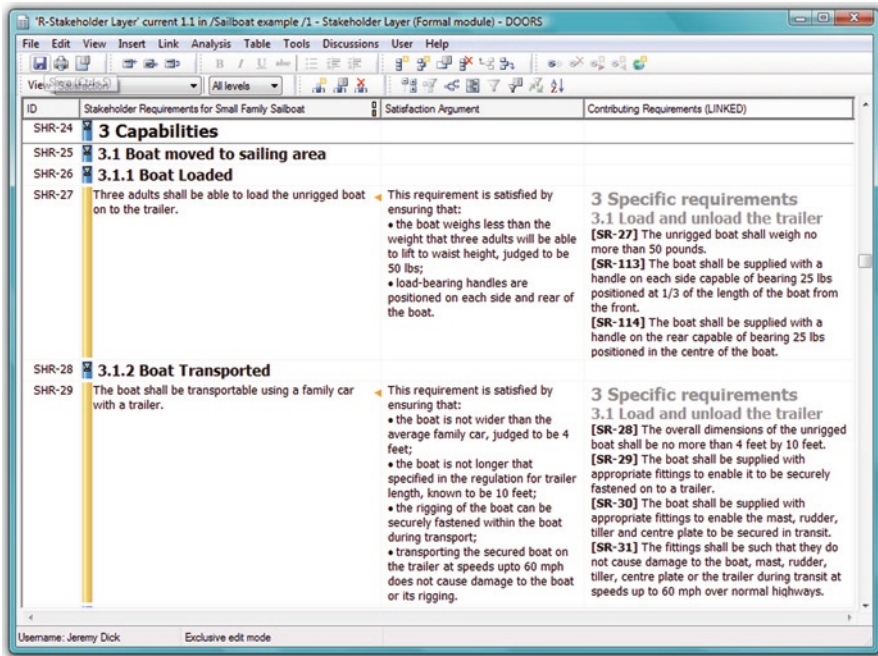 'R-Stakeholder Layer' current 1.1 in /Sailboat example /1 - Stakeholder Layer (Formal module) - DOORS
File Edit View Insert Link Analysis Table Tools Discussions User Help
B I U abc
View All levels
ID Stakeholder Requirements for Small Family Sailboat Satisfaction Argument Contributing Requirements (LINKED)
SHR-24 3 Capabilities
SHR-25 3.1 Boat moved to sailing area
SHR-26 3.1.1 Boat Loaded
SHR-27
Three adults shall be able to load the unrigged boat
on to the trailer.
This requirement is satisfied by
ensuring that:
• the boat weighs less than the
weight that three adults will be able
to lift to waist height, judged to be
50 lbs;
• load-bearing handles are
positioned on each side and rear of
the boat.
3 Specific requirements
3.1 Load and unload the trailer
[SR-27] The unrigged boat shall weigh no
more than 50 pounds.
[SR-113] The boat shall be supplied with a
handle on each side capable of bearing 25 lbs
positioned at 1/3 of the length of the boat from
the front.
[SR-114] The boat shall be supplied with a
handle on the rear capable of bearing 25 lbs
positioned in the centre of the boat.
SHR-28 3.1.2 Boat Transported
SHR-29
The boat shall be transportable using a family car
with a trailer.
This requirement is satisfied by
ensuring that:
• the boat is not wider than the
average family car, judged to be 4
feet;
• the boat is not longer that
specified in the regulation for trailer
length, known to be 10 feet;
• the rigging of the boat can be
securely fastened within the boat
during transport;
• transporting the secured boat on
the trailer at speeds upto 60 mph
does not cause damage to the boat
or its rigging.
3 Specific requirements
3.1 Load and unload the trailer
[SR-28] The overall dimensions of the unrigged
boat shall be no more than 4 feet by 10 feet.
[SR-29] The boat shall be supplied with
appropriate fittings to enable it to be securely
fastened on to a trailer.
[SR-30] The boat shall be supplied with
appropriate fittings to enable the mast, rudder,
tiller and centre plate to be secured in transit.
[SR-31] The fittings shall be such that they do
not cause damage to the boat, mast, rudder,
tiller, centre plate or the trailer during transit at
speeds up to 60 mph over normal highways.
Username: Jeremy Dick Exclusive edit mode